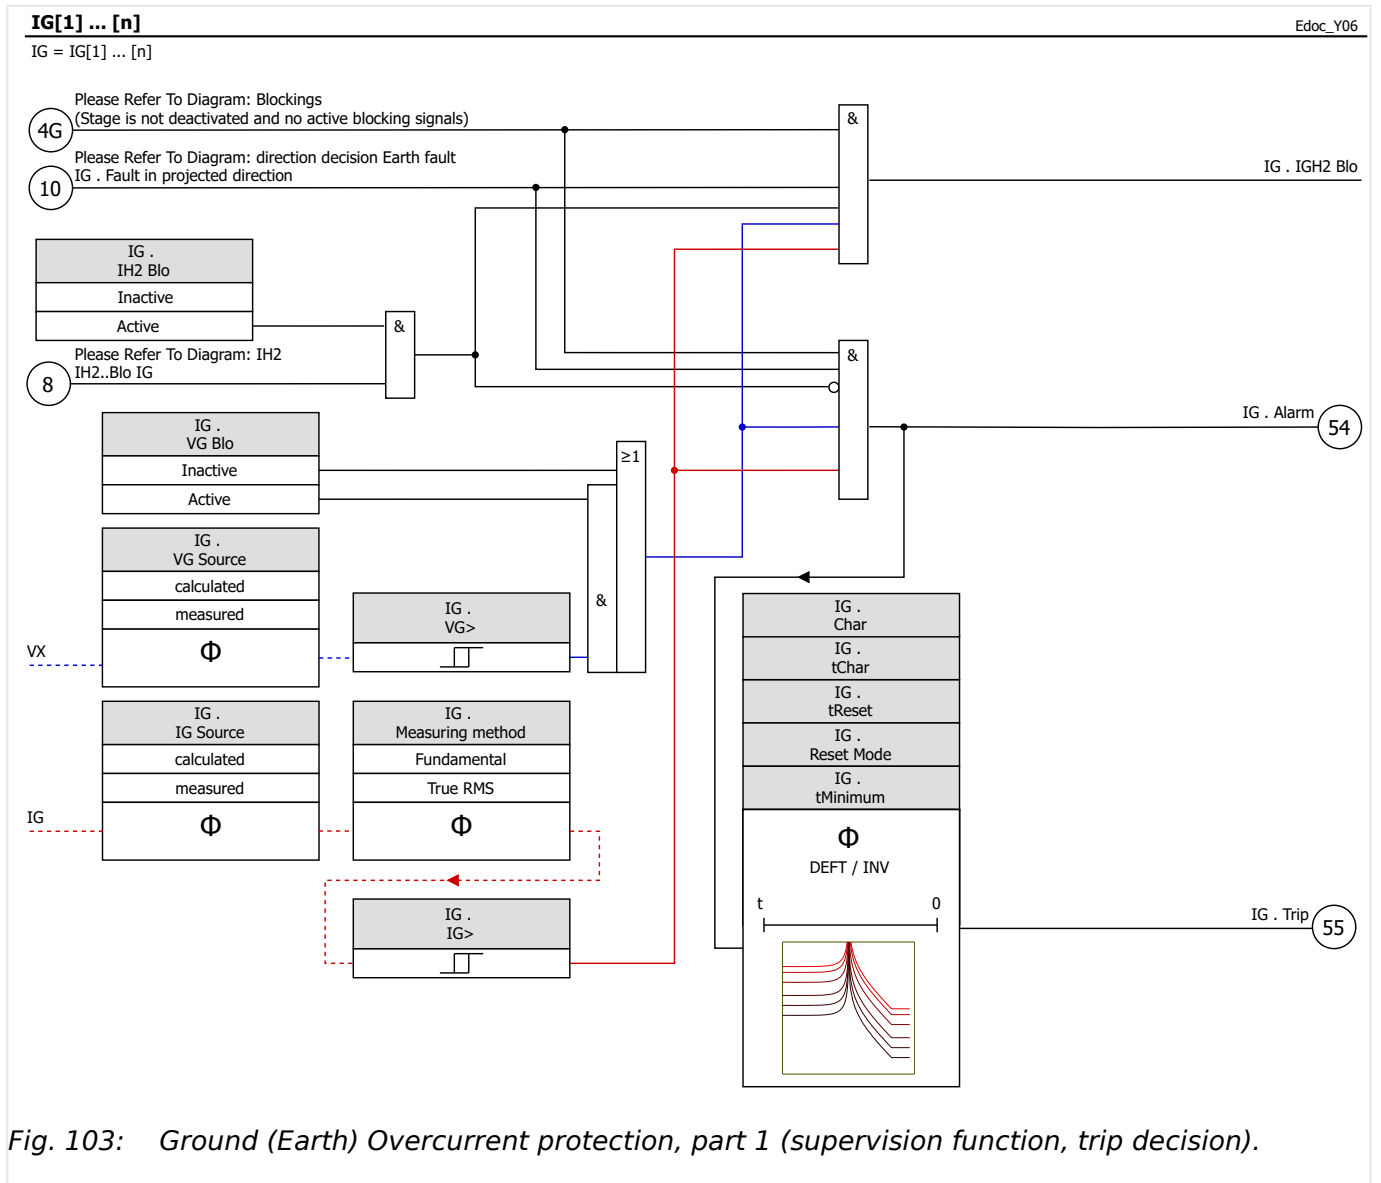 IG[1] ... [n]
Edoc_Y06
IG = IG[1] ... [n]
Please Refer To Diagram: Blockings
4G
(Stage is not deactivated and no active blocking signals)
&
Please Refer To Diagram: direction decision Earth fault
10
IG . Fault in projected direction
IG . IGH2 Blo
IG .
IH2 Blo
Inactive
Active
&
Please Refer To Diagram: IH2
8
IH2..Blo IG
&
IG . Alarm
54
IG .
VG Blo
Inactive
Active
≥1
&
IG .
VG Source
calculated
measured
Φ
VX
IG .
VG>
IG .
IG Source
calculated
measured
Φ
IG
IG .
Measuring method
Fundamental
True RMS
Φ
IG .
IG>
IG .
Char
IG .
tChar
IG .
tReset
IG .
Reset Mode
IG .
tMinimum
Φ
DEFT / INV
t
0
IG . Trip
55
Fig. 103: Ground (Earth) Overcurrent protection, part 1 (supervision function, trip decision).